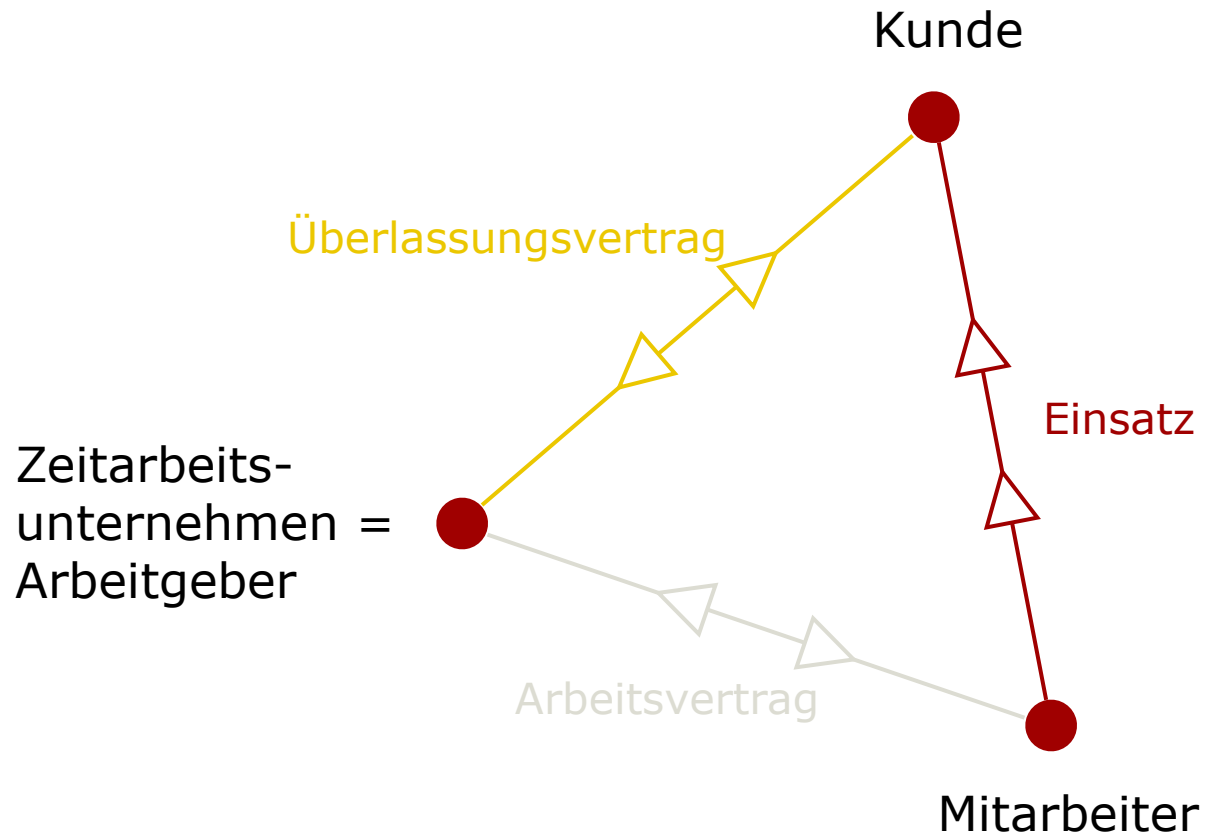 Kunde
Überlassungsvertrag
Einsatz
Zeitarbeits-
unternehmen =
Arbeitgeber
Arbeitsvertrag
Mitarbeiter